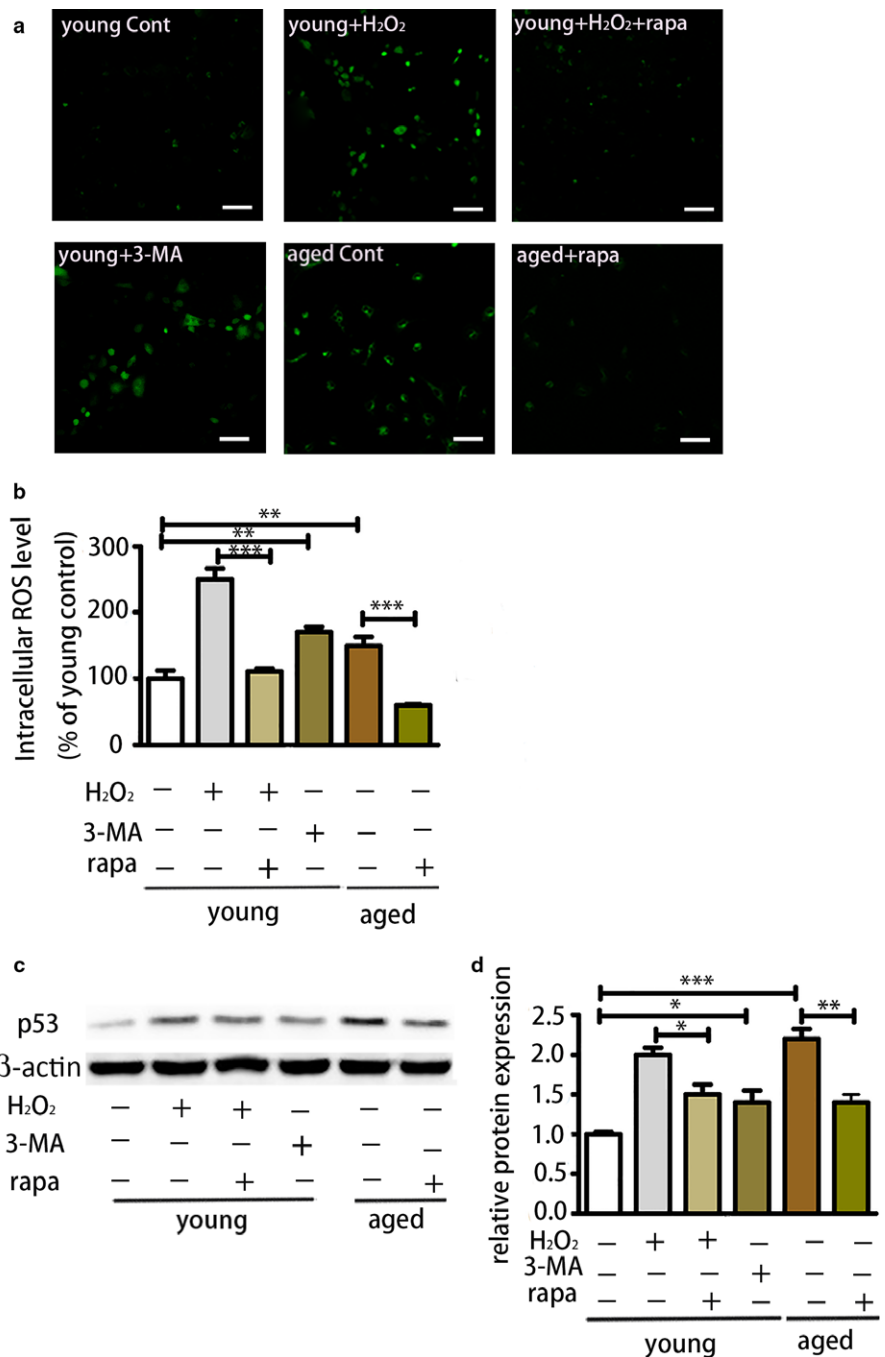 a
young Cont
young+H₂O₂
young+H₂O₂+rapa
young+3-MA
aged Cont
aged+rapa
b
Intracellular ROS level
(% of young control)
300
200
100
0
**
**
***
***
H₂O₂ − + + − − −
3-MA − − − + − −
rapa − − + − − +
young
aged
c
p53
β-actin
H₂O₂ − + + − − −
3-MA − − − + − −
rapa − − + − − +
young
aged
d
relative protein expression
2.5
2.0
1.5
1.0
0.5
0.0
***
*
*
**
H₂O₂ − + + − − −
3-MA − − − + − −
rapa − − + − − +
young
aged